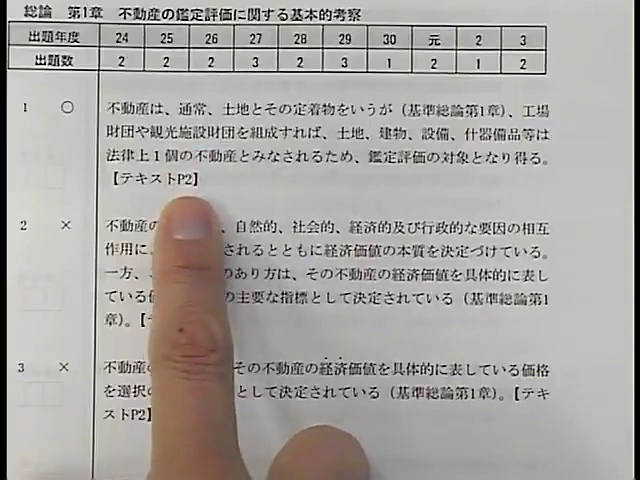 総論 第1章 不動産の鑑定評価に関する基本的考察
出題年度 24 25 26 27 28 29 30 元 2 3
出題数 2 2 2 3 2 3 1 2 1 2
1 ○ 不動産は、通常、土地とその定着物をいうが(基準総論第1章)、工場
財団や観光施設財団を組成すれば、土地、建物、設備、什器備品等は
法律上1個の不動産とみなされるため、鑑定評価の対象となり得る。
【テキストP2】
2 × 不動産の 、自然的、社会的、経済的及び行政的な要因の相互
作用に されるとともに経済価値の本質を決定づけている。
一方、 のあり方は、その不動産の経済価値を具体的に表し
ている の主要な指標として決定されている(基準総論第1
章)。【
3 × 不動産 その不動産の経済価値を具体的に表している価格
を選択 として決定されている(基準総論第1章)。【テキ
ストP2】